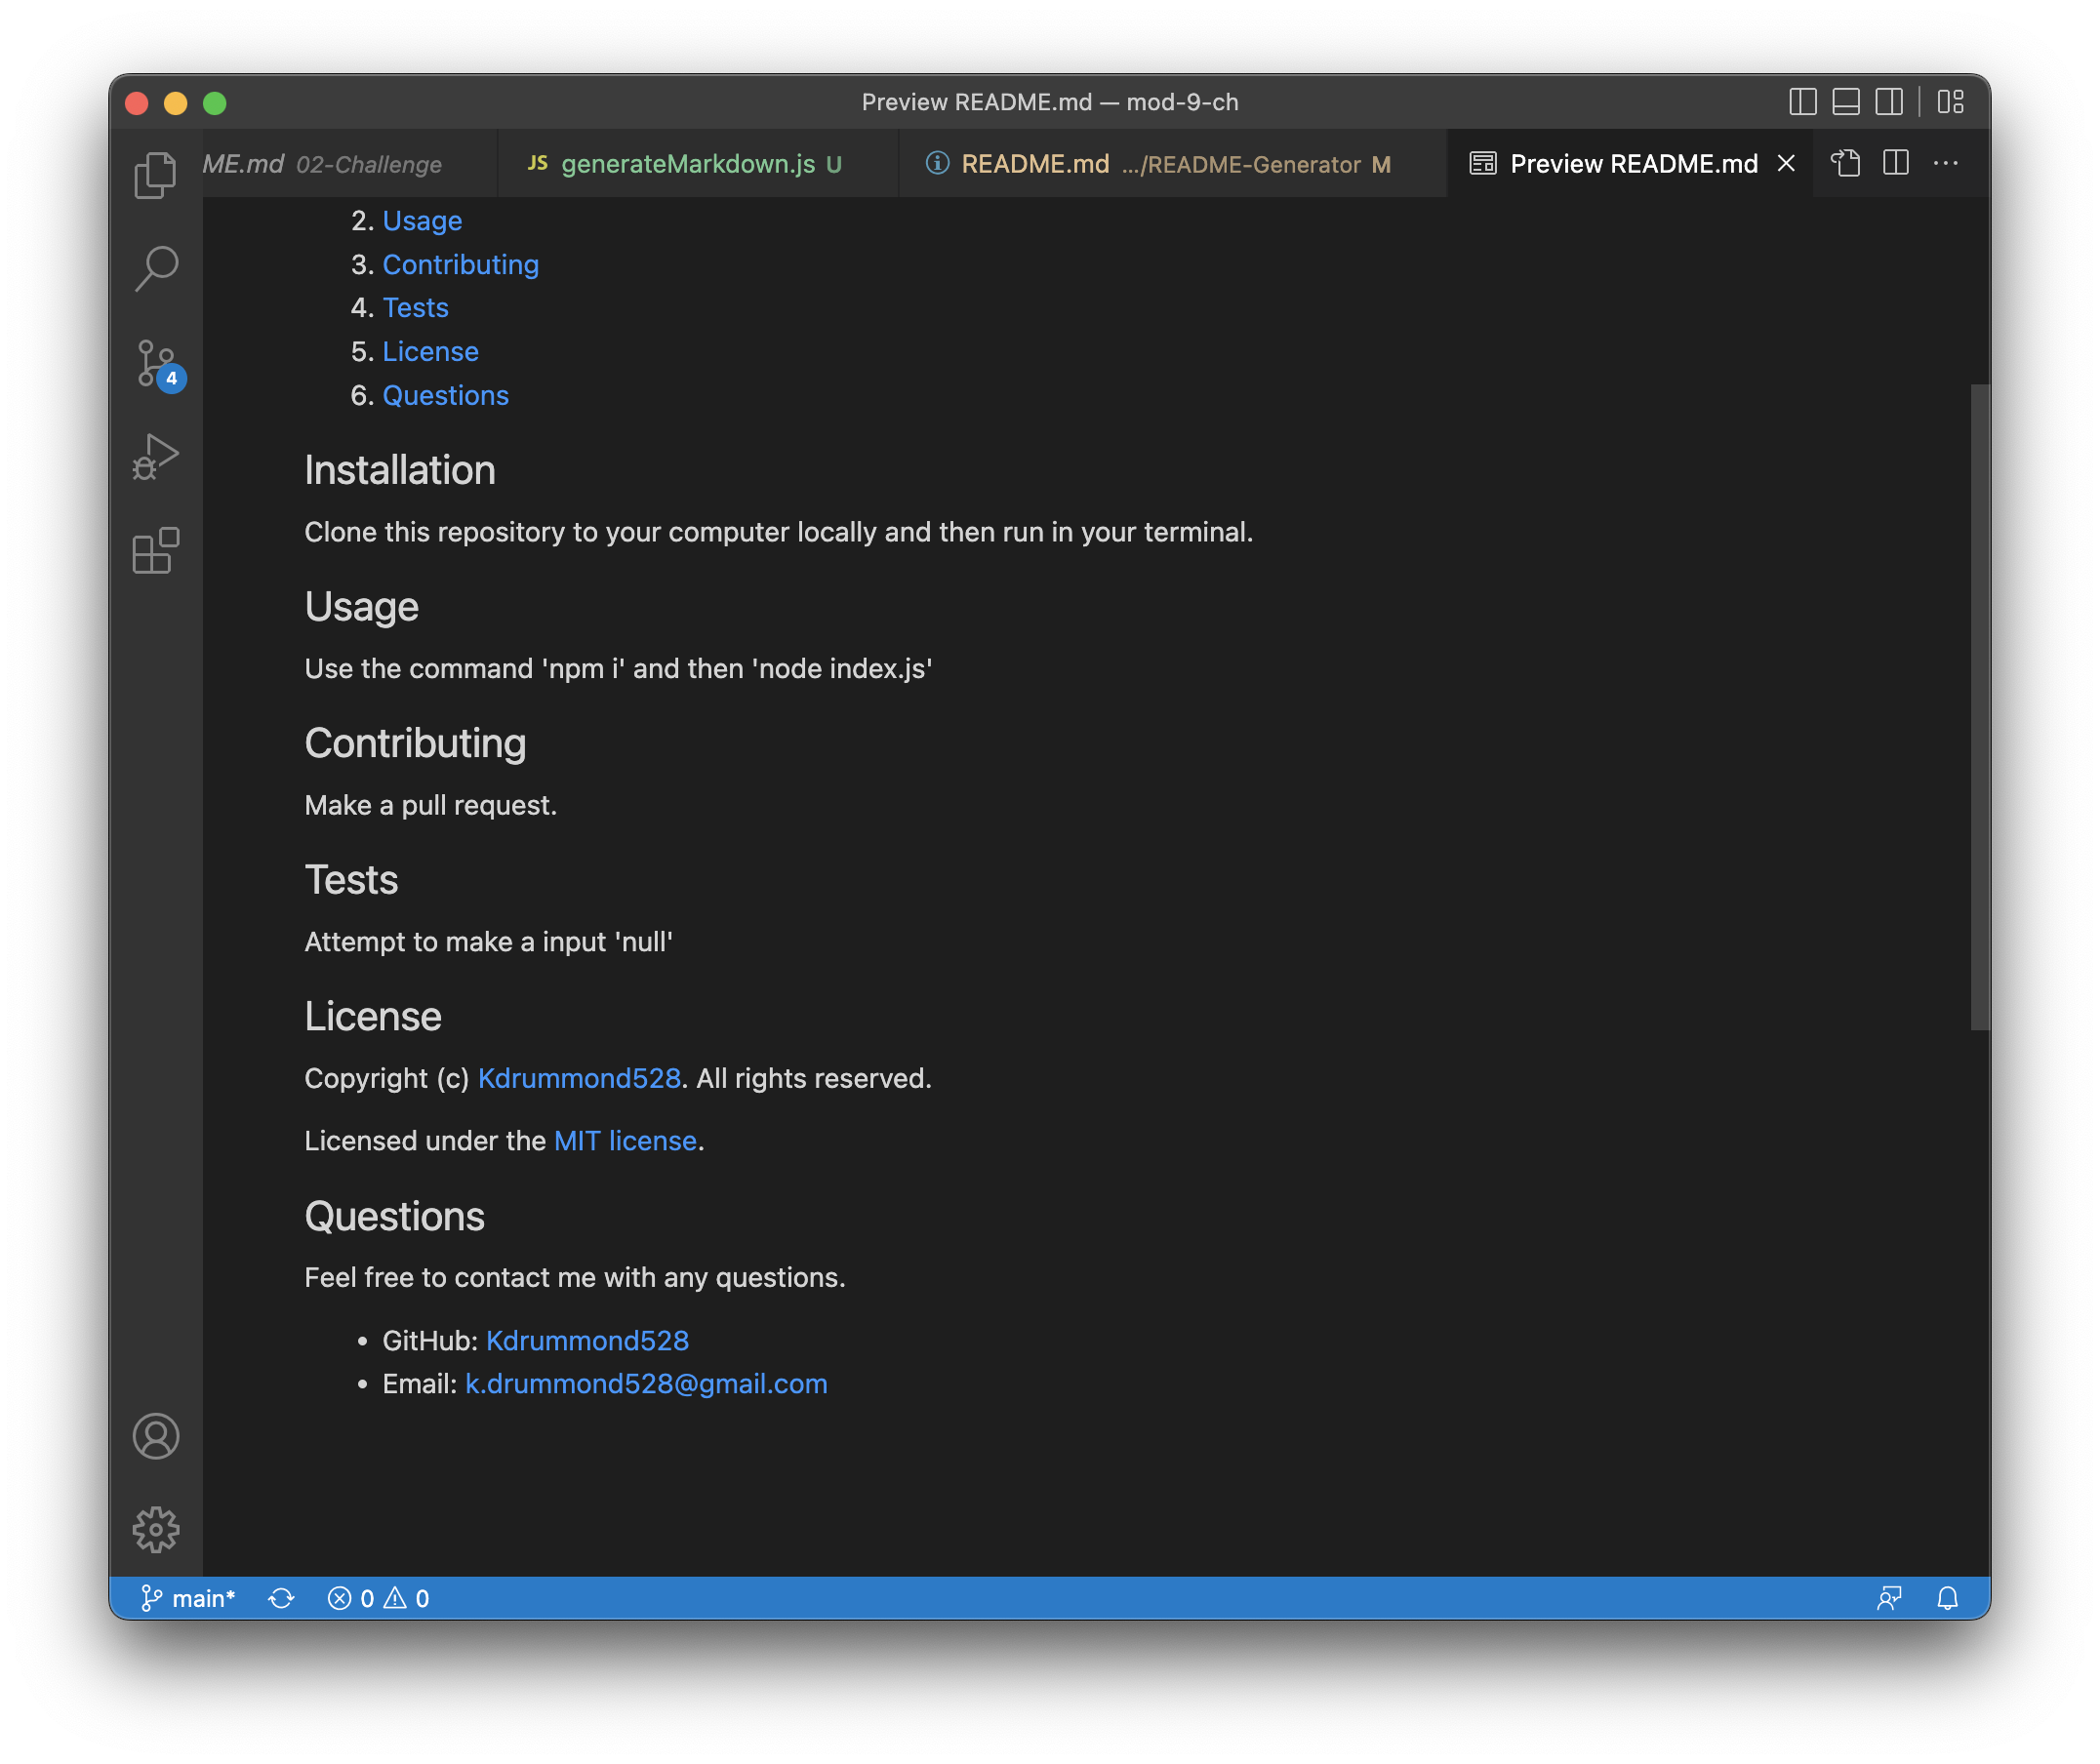 Preview README.md — mod-9-ch
ME.md 02-Challenge
JS generateMarkdown.js U
README.md .../README-Generator M
Preview README.md
2. Usage
3. Contributing
4. Tests
5. License
6. Questions
4
Installation
Clone this repository to your computer locally and then run in your terminal.
Usage
Use the command 'npm i' and then 'node index.js'
Contributing
Make a pull request.
Tests
Attempt to make a input 'null'
License
Copyright (c) Kdrummond528. All rights reserved.
Licensed under the MIT license.
Questions
Feel free to contact me with any questions.
• GitHub: Kdrummond528
• Email: k.drummond528@gmail.com
main* 0 0